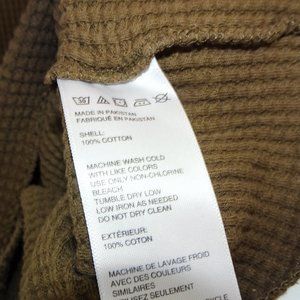 MADE IN PAKISTAN
FABRIQUÉ EN PAKISTAN
SHELL:
100% COTTON
MACHINE WASH COLD
WITH LIKE COLORS
USE ONLY NON-CHLORINE
BLEACH
TUMBLE DRY LOW
LOW IRON AS NEEDED
DO NOT DRY CLEAN
EXTÉRIEUR:
100% COTON
MACHINE DE LAVAGE FROID
AVEC DES COULEURS
SIMILAIRES
UTILISEZ SEULEMENT